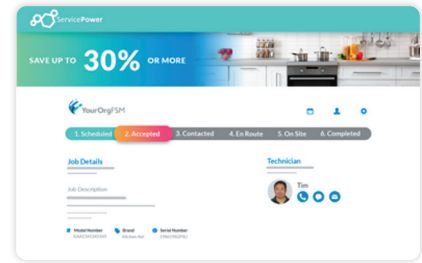 ServicePower
SAVE UP TO 30% OR MORE
YourOrgFSM
1. Scheduled 2. Accepted 3. Contacted 4. En Route 5. On Site 6. Completed
Job Details
Technician
Job Description
Tim
Model Number Brand Serial Number